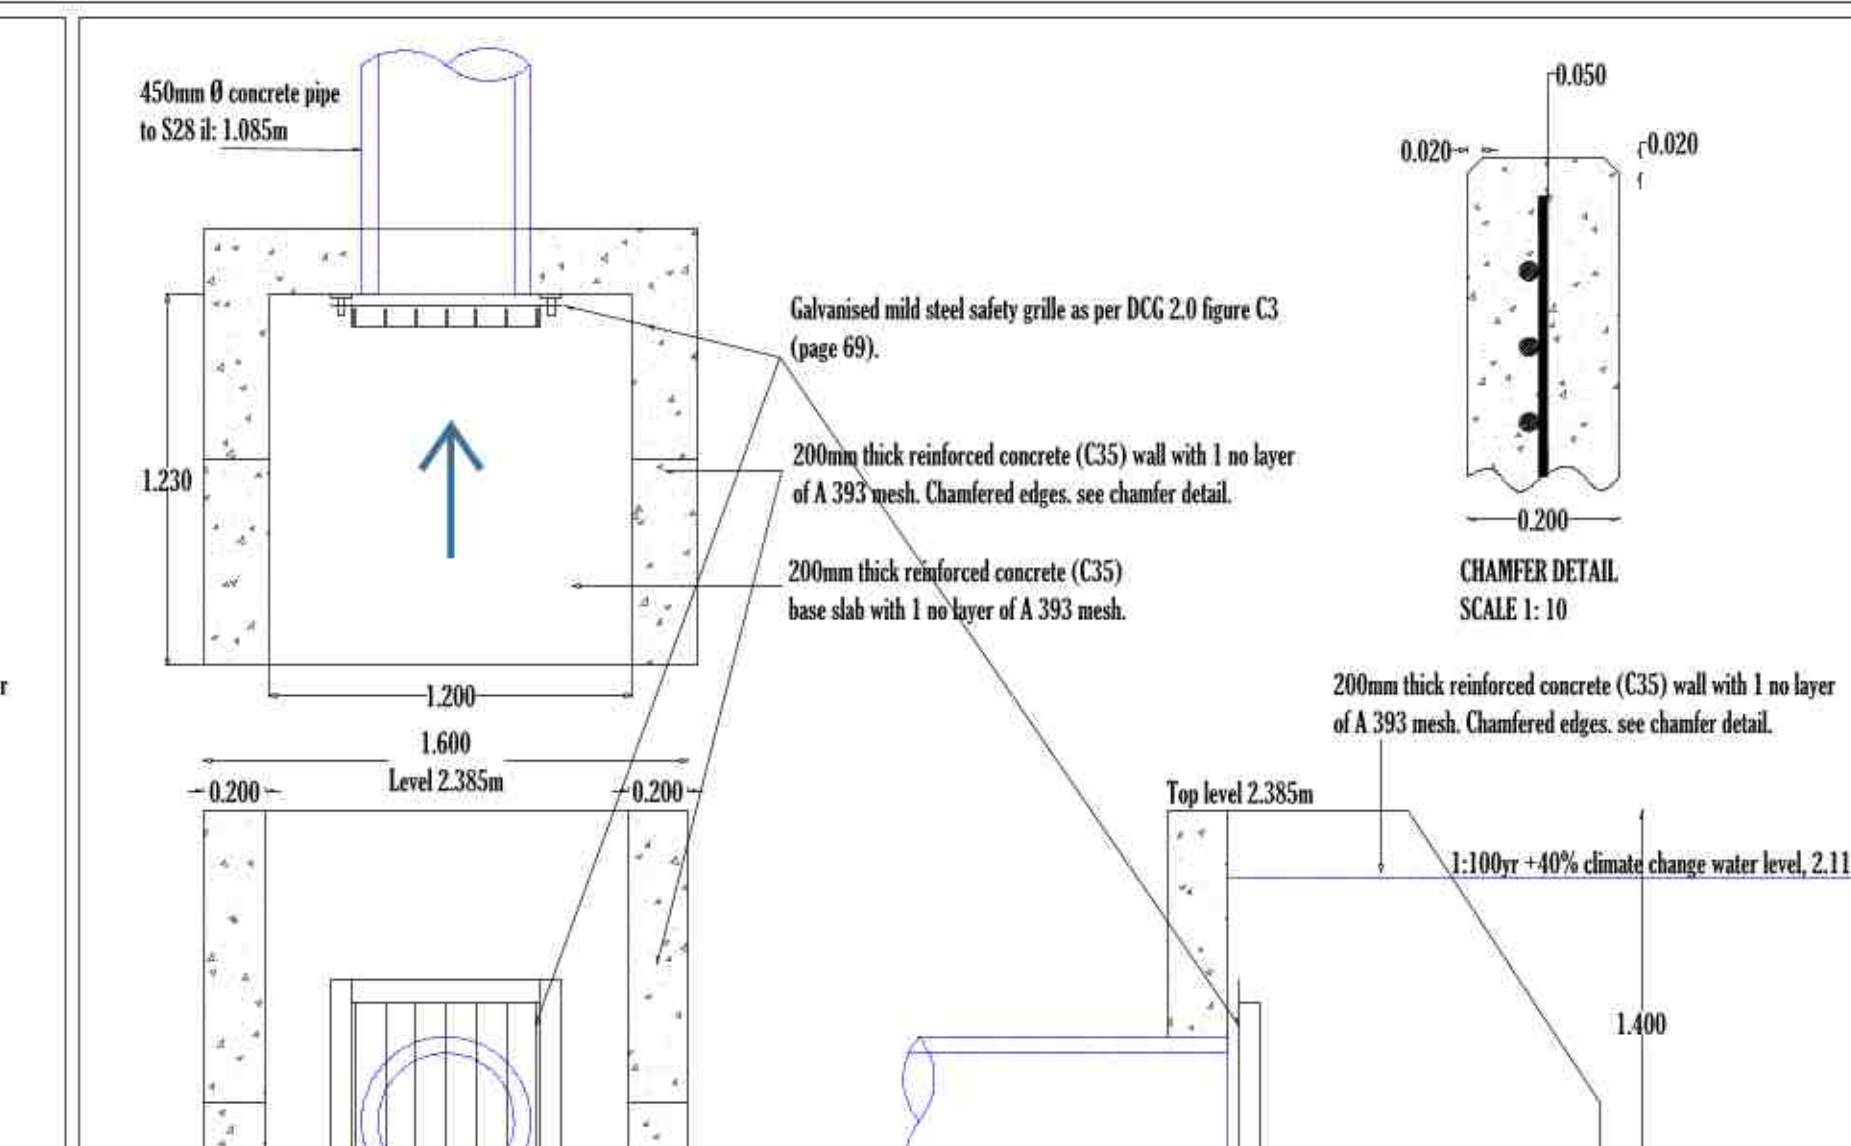 450mm Ø concrete pipe
to S28 il: 1.085m
0.050
0.020
0.020
Galvanised mild steel safety grille as per DCG 2.0 figure C3
(page 69).
200mm thick reinforced concrete (C35) wall with 1 no layer
of A 393 mesh. Chamfered edges. see chamfer detail.
1.230
0.200
200mm thick reinforced concrete (C35)
base slab with 1 no layer of A 393 mesh.
CHAMFER DETAIL
SCALE 1: 10
1.200
200mm thick reinforced concrete (C35) wall with 1 no layer
of A 393 mesh. Chamfered edges. see chamfer detail.
1.600
Level 2.385m
0.200
0.200
Top level 2.385m
1:100yr +40% climate change water level, 2.11
1.400
r